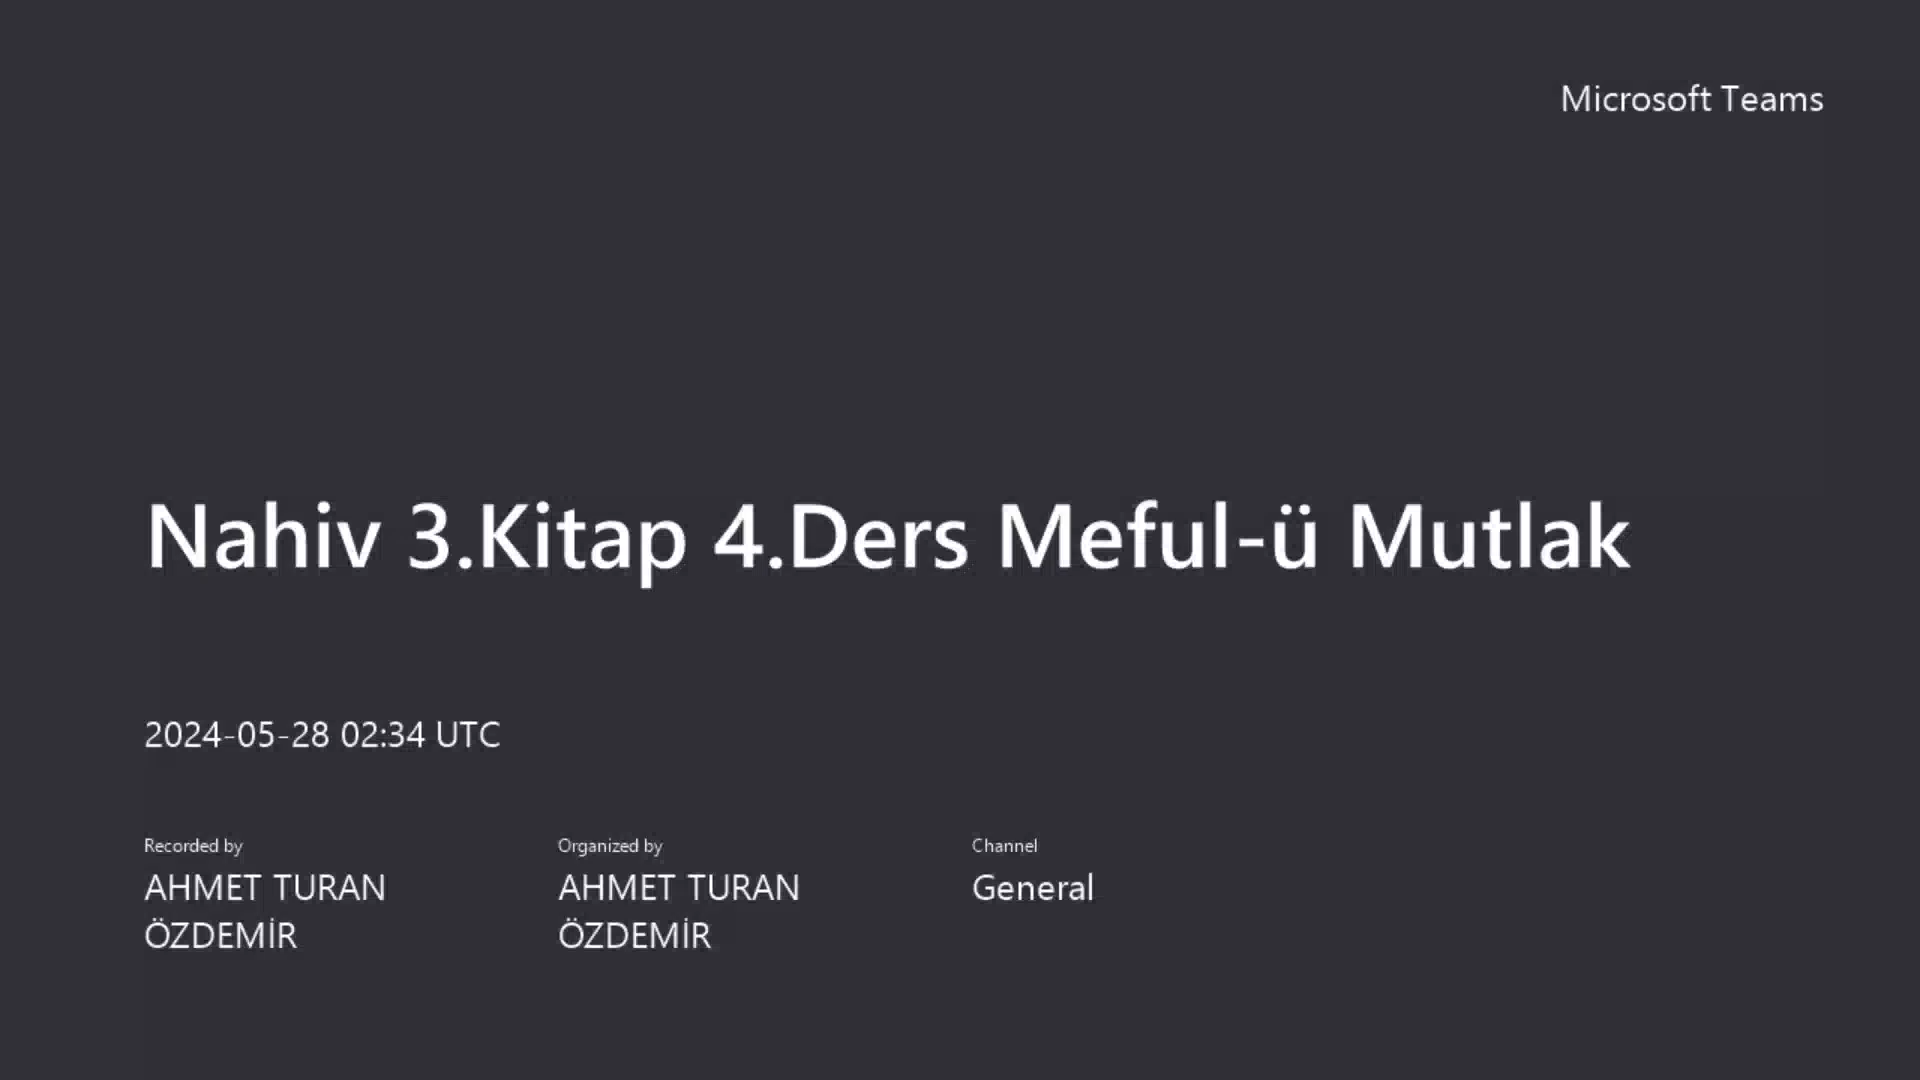 Microsoft Teams
Nahiv 3.Kitap 4.Ders Meful-ü Mutlak
2024-05-28 02:34 UTC
Recorded by
AHMET TURAN
ÖZDEMİR
Organized by
AHMET TURAN
ÖZDEMİR
Channel
General